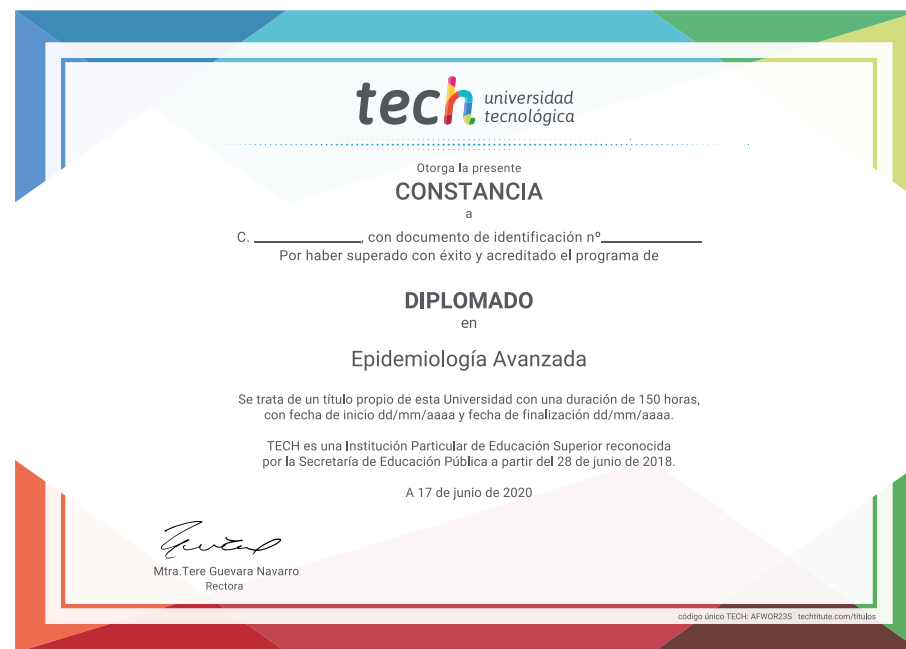 tech universidad
tecnológica
Otorga la presente
CONSTANCIA
a
C. ____________, con documento de identificación nº____________
Por haber superado con éxito y acreditado el programa de
DIPLOMADO
en
Epidemiología Avanzada
Se trata de un título propio de esta Universidad con una duración de 150 horas,
con fecha de inicio dd/mm/aaaa y fecha de finalización dd/mm/aaaa.
TECH es una Institución Particular de Educación Superior reconocida
por la Secretaría de Educación Pública a partir del 28 de junio de 2018.
A 17 de junio de 2020
Mtra.Tere Guevara Navarro
Rectora
código único TECH: AFWOR23S techtitute.com/titulos